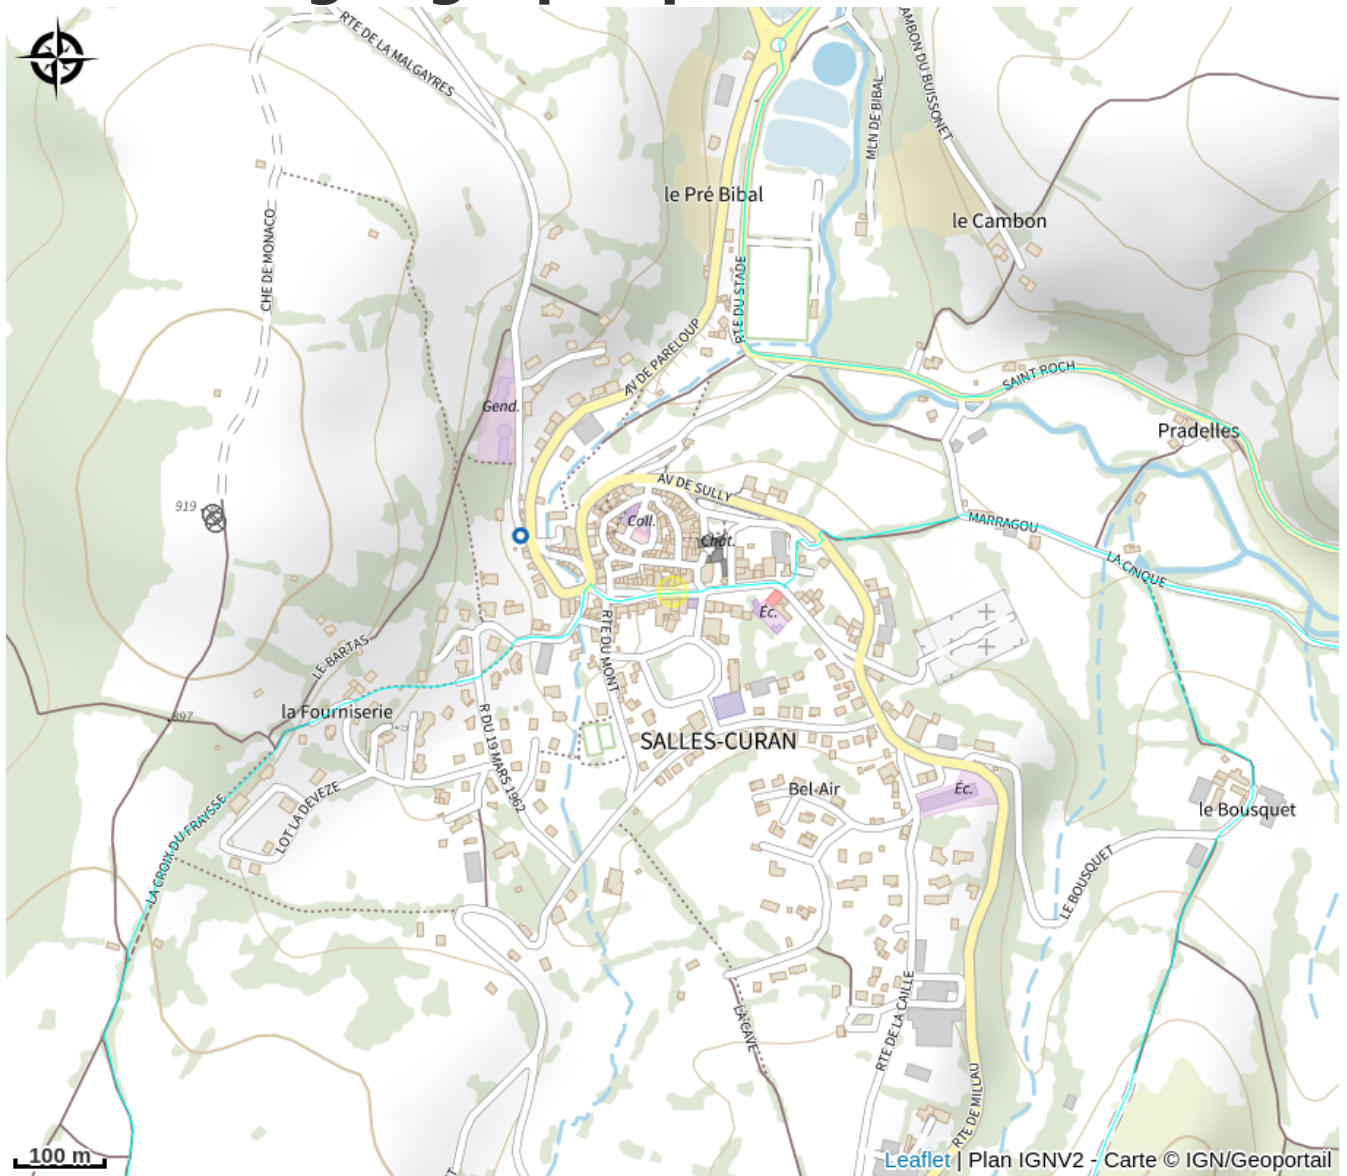 RTE DE LA MALGAYRES
AMBON DU BUISSONET
MLN DE BIBAL
le Pré Bibal
le Cambon
CHE DE MONACO
RTE DU STADE
AV DE PARELOUP
SAINT ROCH
Gend.
Pradelles
AV DE SULLY
919
Coll.
Chât.
MARRAGOU
LA CINQUE
Éc.
RTE DU MONT
LE BARTAS
897
la Fourniserie
R DU 19 MARS 1962
SALLES-CURAN
Bel-Air
Éc.
le Bousquet
LOT LA DEVEZE
LA CROIX DU FRAYSSE
LE BOUSQUET
LA CAVE
RTE DE LA CAILLE
RTE DE MILLAU
100 m
Leaflet | Plan IGNV2 - Carte © IGN/Geoportail